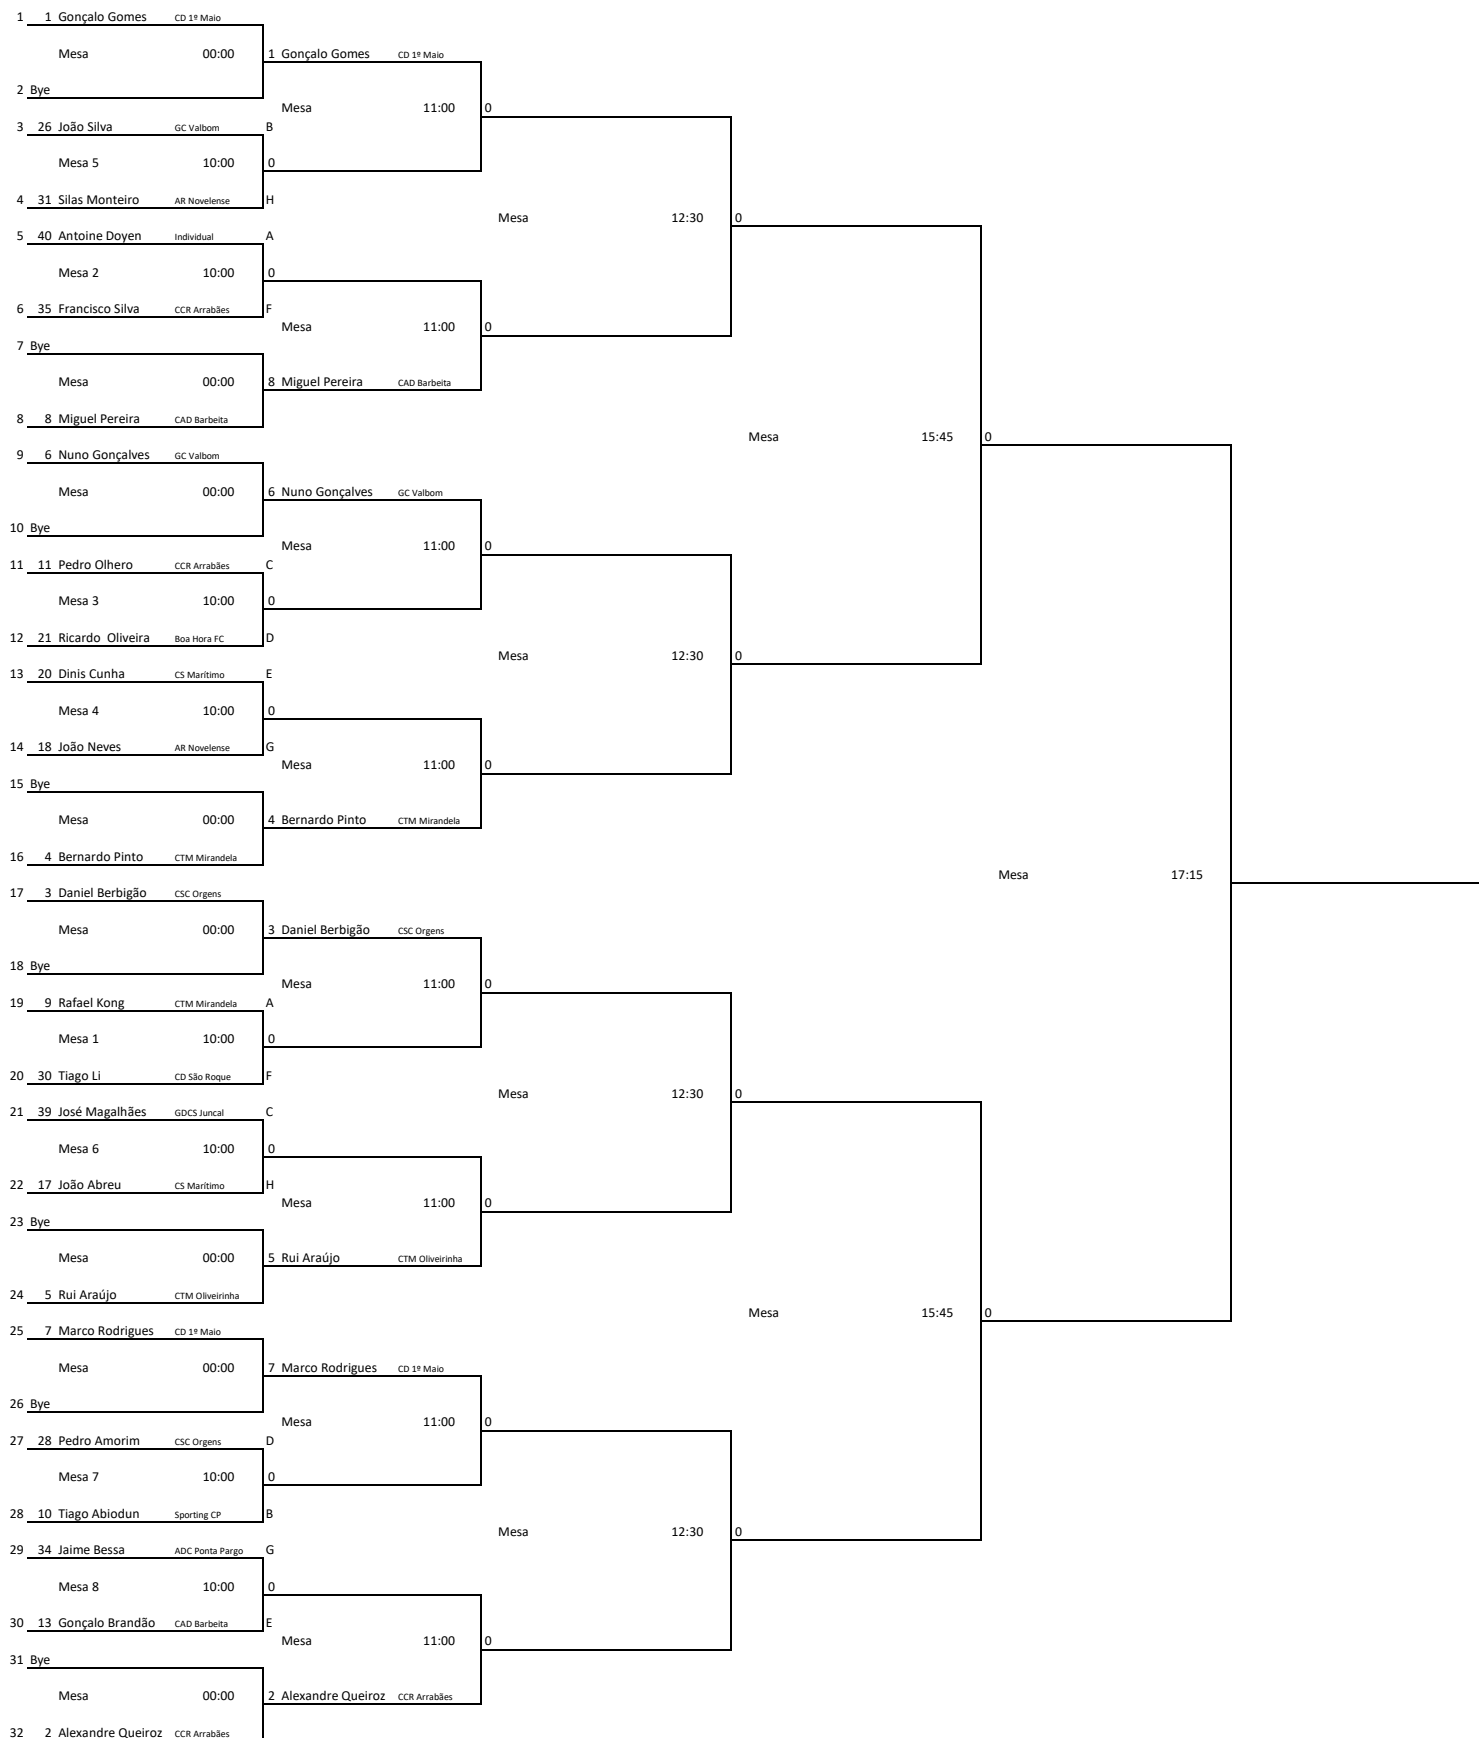 1 1 Gonçalo Gomes CD 1º Maio
Mesa 00:00 1 Gonçalo Gomes CD 1º Maio
2 Bye
Mesa 11:00 0
3 26 João Silva GC Valbom B
Mesa 5 10:00 0
4 31 Silas Monteiro AR Novelense H
Mesa 12:30 0
5 40 Antoine Doyen Individual A
Mesa 2 10:00 0
6 35 Francisco Silva CCR Arrabães F
Mesa 11:00 0
7 Bye
Mesa 00:00 8 Miguel Pereira CAD Barbeita
8 8 Miguel Pereira CAD Barbeita
Mesa 15:45 0
9 6 Nuno Gonçalves GC Valbom
Mesa 00:00 6 Nuno Gonçalves GC Valbom
10 Bye
Mesa 11:00 0
11 11 Pedro Olhero CCR Arrabães C
Mesa 3 10:00 0
12 21 Ricardo Oliveira Boa Hora FC D
Mesa 12:30 0
13 20 Dinis Cunha CS Marítimo E
Mesa 4 10:00 0
14 18 João Neves AR Novelense G
Mesa 11:00 0
15 Bye
Mesa 00:00 4 Bernardo Pinto CTM Mirandela
16 4 Bernardo Pinto CTM Mirandela
Mesa 17:15
17 3 Daniel Berbigão CSC Orgens
Mesa 00:00 3 Daniel Berbigão CSC Orgens
18 Bye
Mesa 11:00 0
19 9 Rafael Kong CTM Mirandela A
Mesa 1 10:00 0
20 30 Tiago Li CD São Roque F
Mesa 12:30 0
21 39 José Magalhães GDCS Juncal C
Mesa 6 10:00 0
22 17 João Abreu CS Marítimo H
Mesa 11:00 0
23 Bye
Mesa 00:00 5 Rui Araújo CTM Oliveirinha
24 5 Rui Araújo CTM Oliveirinha
Mesa 15:45 0
25 7 Marco Rodrigues CD 1º Maio
Mesa 00:00 7 Marco Rodrigues CD 1º Maio
26 Bye
Mesa 11:00 0
27 28 Pedro Amorim CSC Orgens D
Mesa 7 10:00 0
28 10 Tiago Abiodun Sporting CP B
Mesa 12:30 0
29 34 Jaime Bessa ADC Ponta Pargo G
Mesa 8 10:00 0
30 13 Gonçalo Brandão CAD Barbeita E
Mesa 11:00 0
31 Bye
Mesa 00:00 2 Alexandre Queiroz CCR Arrabães
32 2 Alexandre Queiroz CCR Arrabães